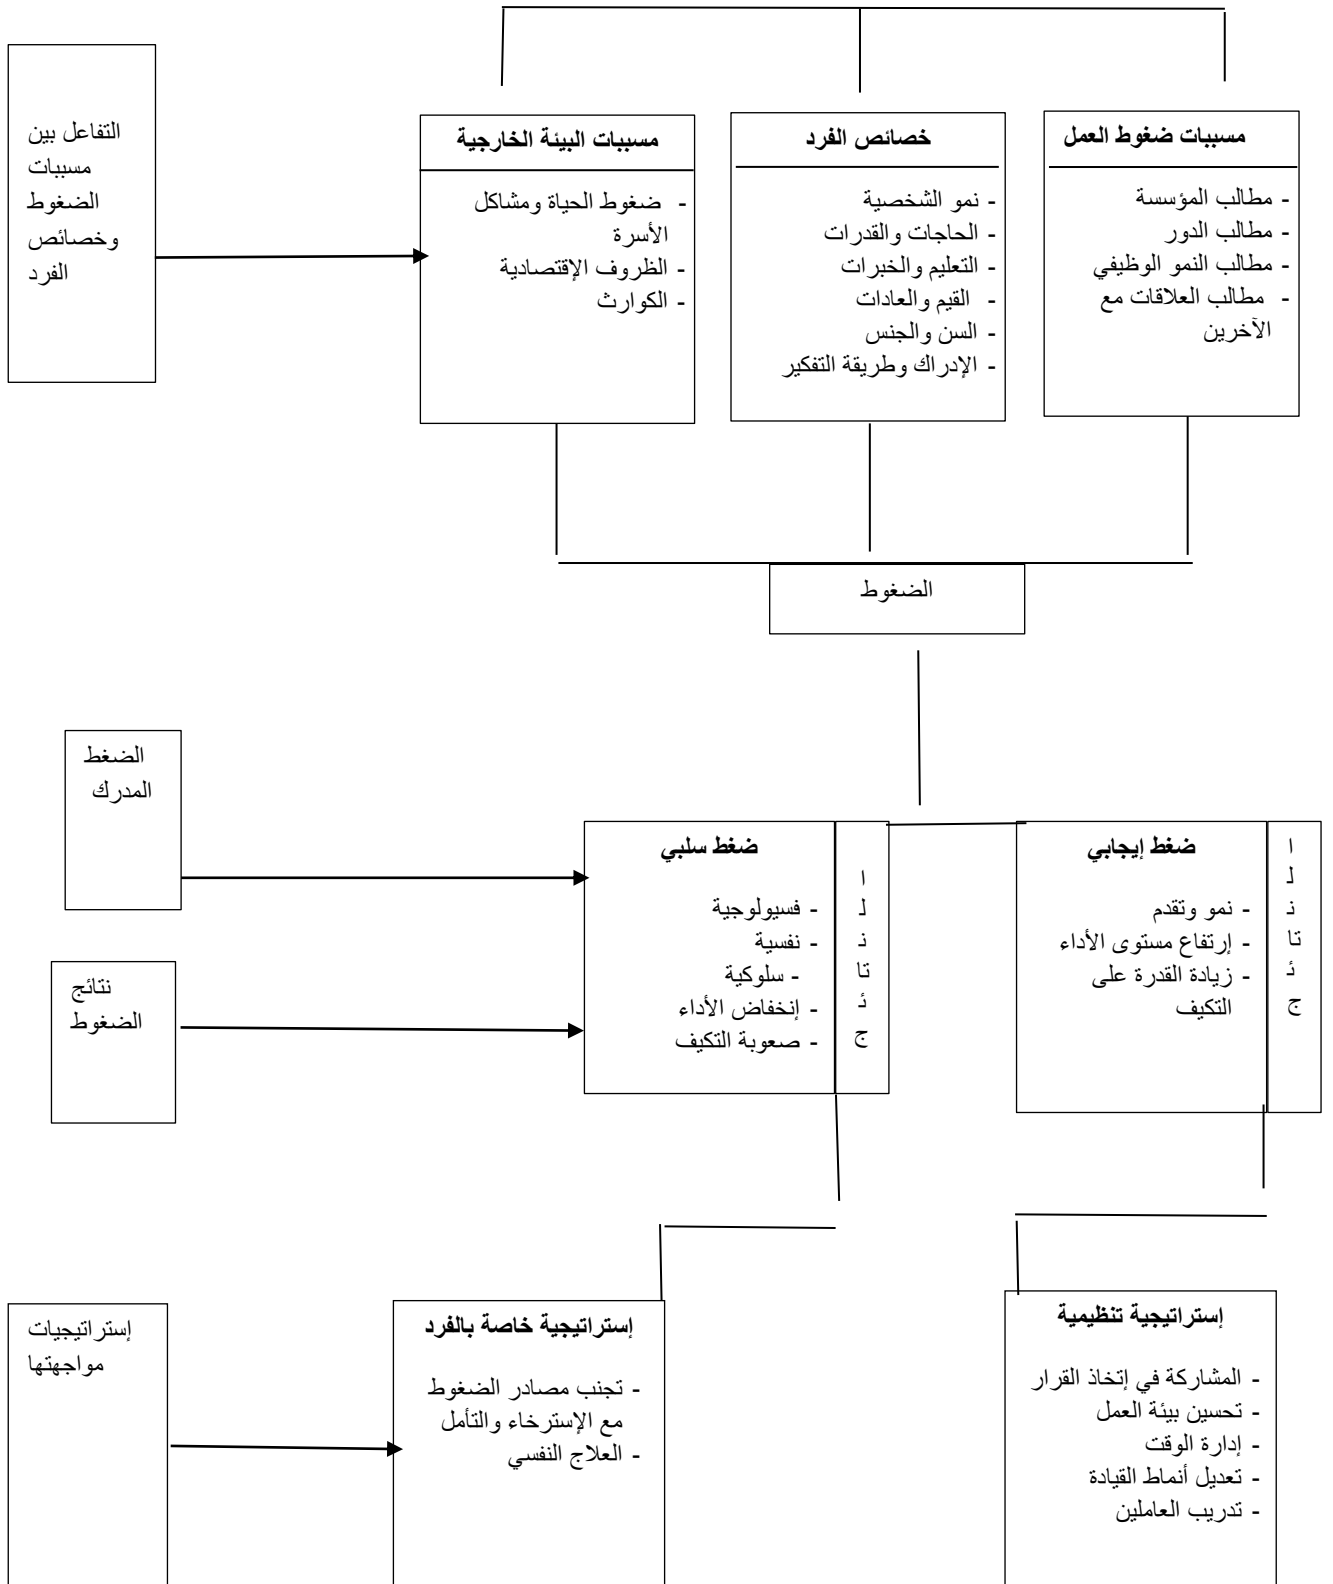 مسببات ضغوط العمل
- مطالب المؤسسة
- مطالب الدور
- مطالب النمو الوظيفي
- مطالب العلاقات مع
الآخرين
خصائص الفرد
- نمو الشخصية
- الحاجات والقدرات
- التعليم والخبرات
- القيم والعادات
- السن والجنس
- الإدراك وطريقة التفكير
مسببات البيئة الخارجية
- ضغوط الحياة ومشاكل
الأسرة
- الظروف الإقتصادية
- الكوارث
التفاعل بين
مسببات
الضغوط
وخصائص
الفرد
الضغوط
الضغط
المدرك
ا
ل
ن
تا
ئ
ج
ضغط إيجابي
- نمو وتقدم
- إرتفاع مستوى الأداء
- زيادة القدرة على
التكيف
ا
ل
ن
تا
ئ
ج
ضغط سلبي
- فسيولوجية
- نفسية
- سلوكية
- إنخفاض الأداء
- صعوبة التكيف
نتائج
الضغوط
إستراتيجية تنظيمية
- المشاركة في إتخاذ القرار
- تحسين بيئة العمل
- إدارة الوقت
- تعديل أنماط القيادة
- تدريب العاملين
إستراتيجية خاصة بالفرد
- تجنب مصادر الضغوط
مع الإسترخاء والتأمل
- العلاج النفسي
إستراتيجيات
مواجهتها